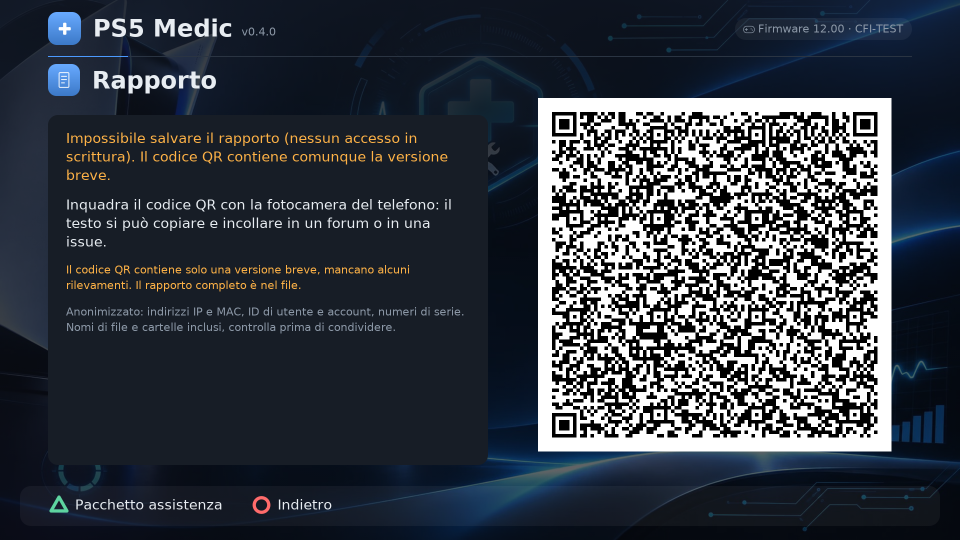 PS5 Medic v0.4.0
Firmware 12.00 · CFI-TEST
Rapporto
Impossibile salvare il rapporto (nessun accesso in
scrittura). Il codice QR contiene comunque la versione
breve.
Inquadra il codice QR con la fotocamera del telefono: il
testo si può copiare e incollare in un forum o in una
issue.
Il codice QR contiene solo una versione breve, mancano alcuni
rilevamenti. Il rapporto completo è nel file.
Anonimizzato: indirizzi IP e MAC, ID di utente e account, numeri di serie.
Nomi di file e cartelle inclusi, controlla prima di condividere.
Pacchetto assistenza
Indietro